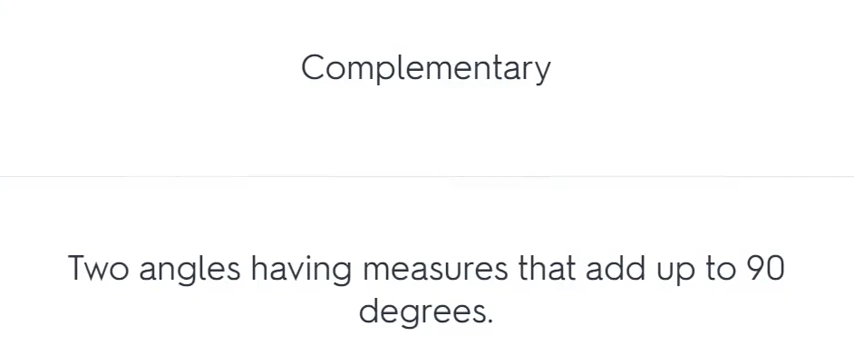 Complementary
Two angles having measures that add up to 90
degrees.